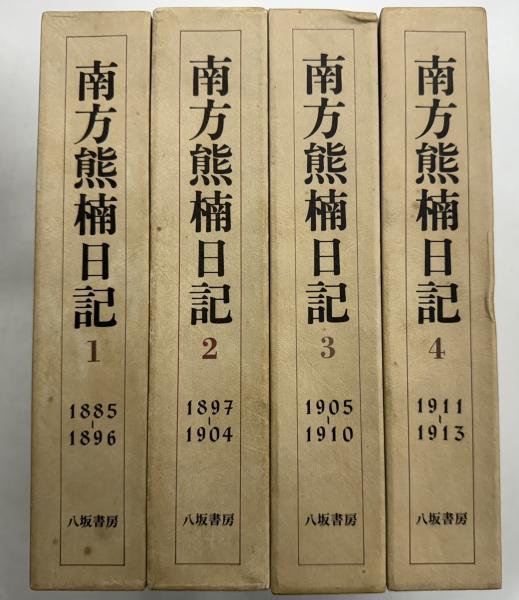 南方熊楠日記
1
1885
-
1896
八坂書房
南方熊楠日記
2
1897
-
1904
八坂書房
南方熊楠日記
3
1905
-
1910
八坂書房
南方熊楠日記
4
1911
-
1913
八坂書房